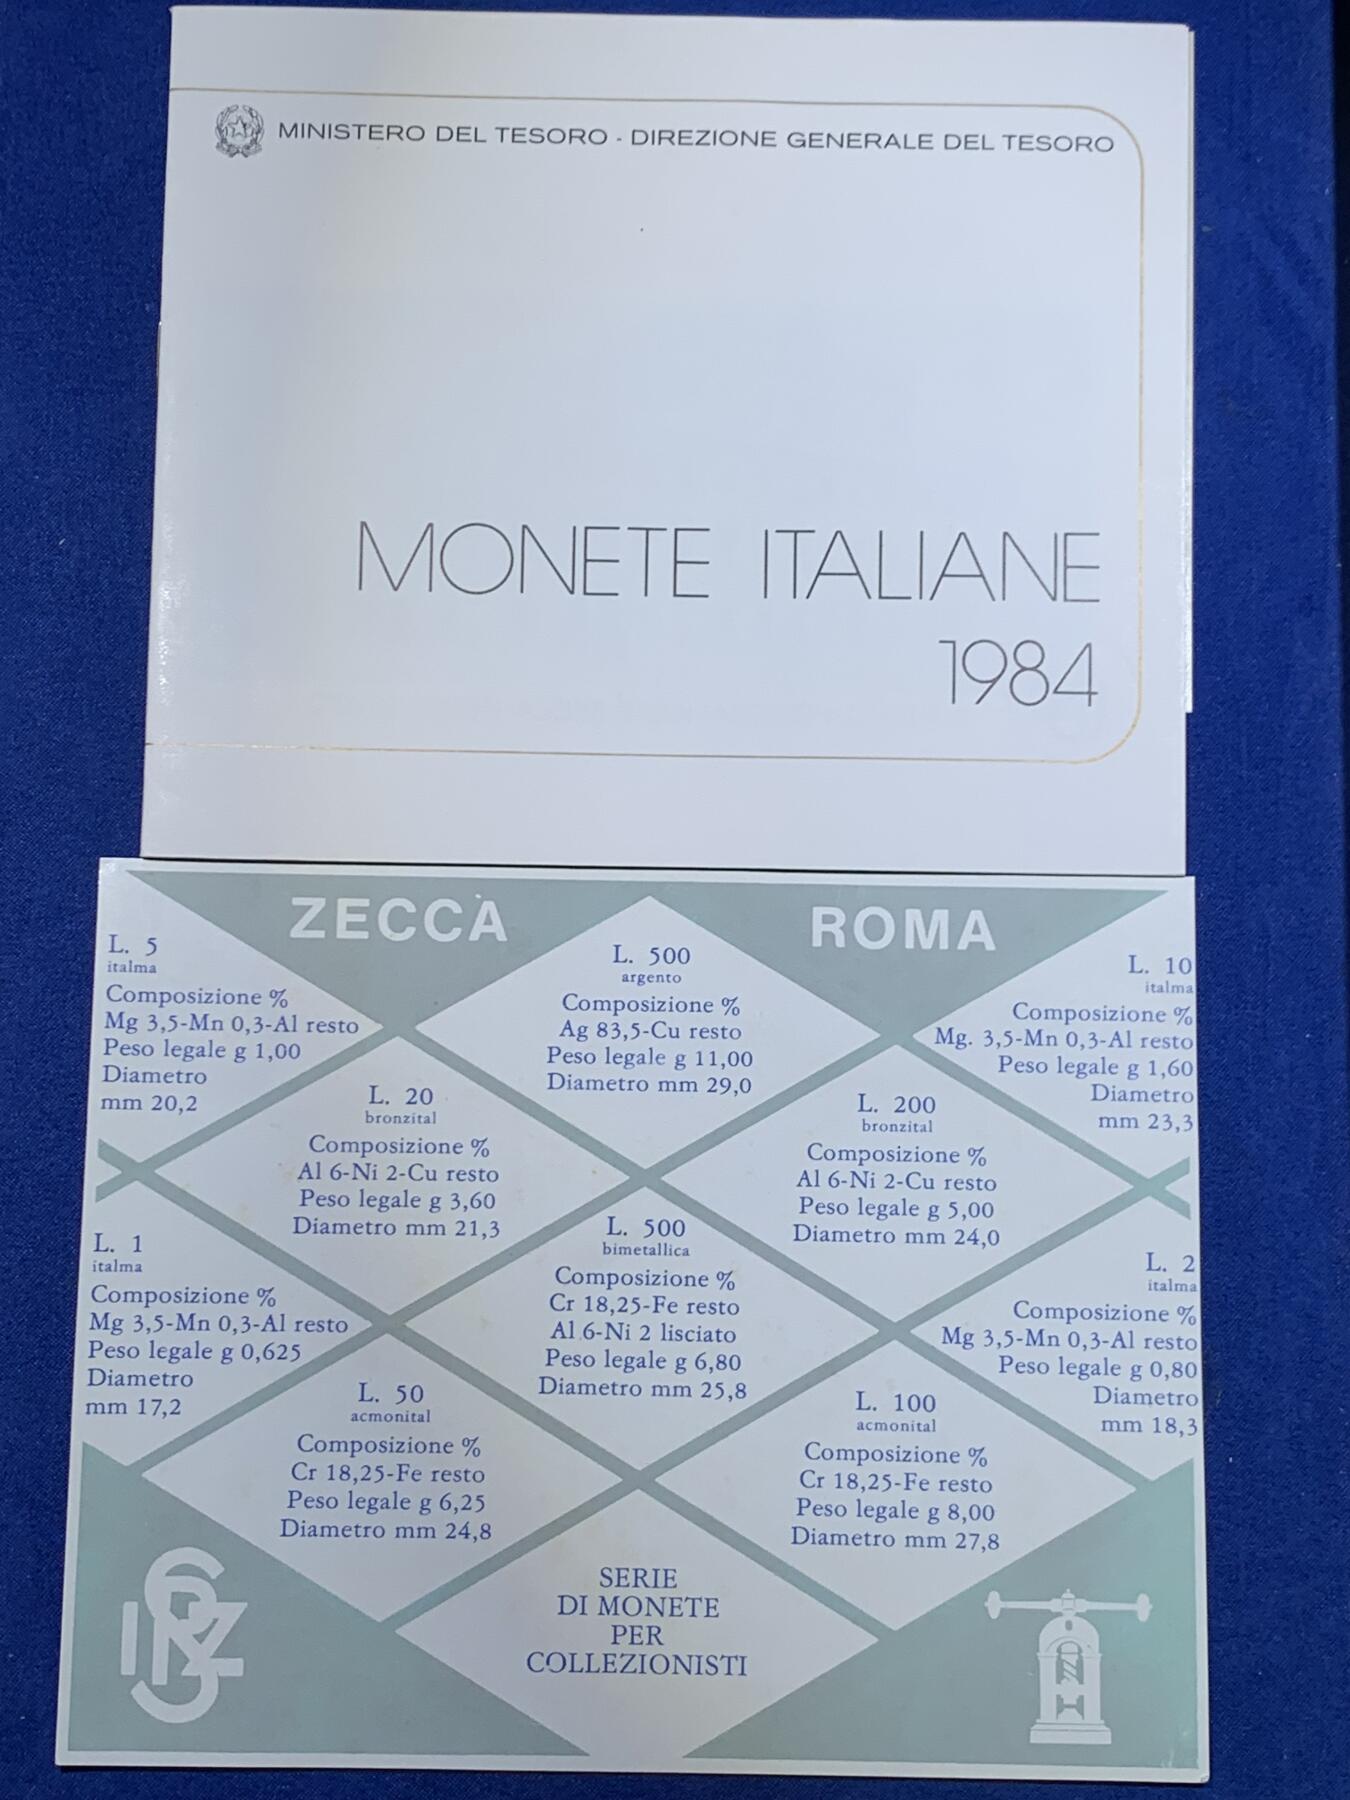 MINISTERO DEL TESORO - DIREZIONE GENERALE DEL TESORO
MONETE ITALIANE
1984
ZECCA
ROMA
L. 5
italma
Composizione %
Mg 3,5-Mn 0,3-Al resto
Peso legale g 1,00
Diametro
mm 20,2
L. 500
argento
Composizione %
Ag 83,5-Cu resto
Peso legale g 11,00
Diametro mm 29,0
L. 10
italma
Composizione %
Mg. 3,5-Mn 0,3-Al resto
Peso legale g 1,60
Diametro
mm 23,3
L. 20
bronzital
Composizione %
Al 6-Ni 2-Cu resto
Peso legale g 3,60
Diametro mm 21,3
L. 200
bronzital
Composizione %
Al 6-Ni 2-Cu resto
Peso legale g 5,00
Diametro mm 24,0
L. 1
italma
Composizione %
Mg 3,5-Mn 0,3-Al resto
Peso legale g 0,625
Diametro
mm 17,2
L. 500
bimetallica
Composizione %
Cr 18,25-Fe resto
Al 6-Ni 2 lisciato
Peso legale g 6,80
Diametro mm 25,8
L. 2
italma
Composizione %
Mg 3,5-Mn 0,3-Al resto
Peso legale g 0,80
Diametro
mm 18,3
L. 50
acmonital
Composizione %
Cr 18,25-Fe resto
Peso legale g 6,25
Diametro mm 24,8
L. 100
acmonital
Composizione %
Cr 18,25-Fe resto
Peso legale g 8,00
Diametro mm 27,8
SERIE
DI MONETE
PER
COLLEZIONISTI